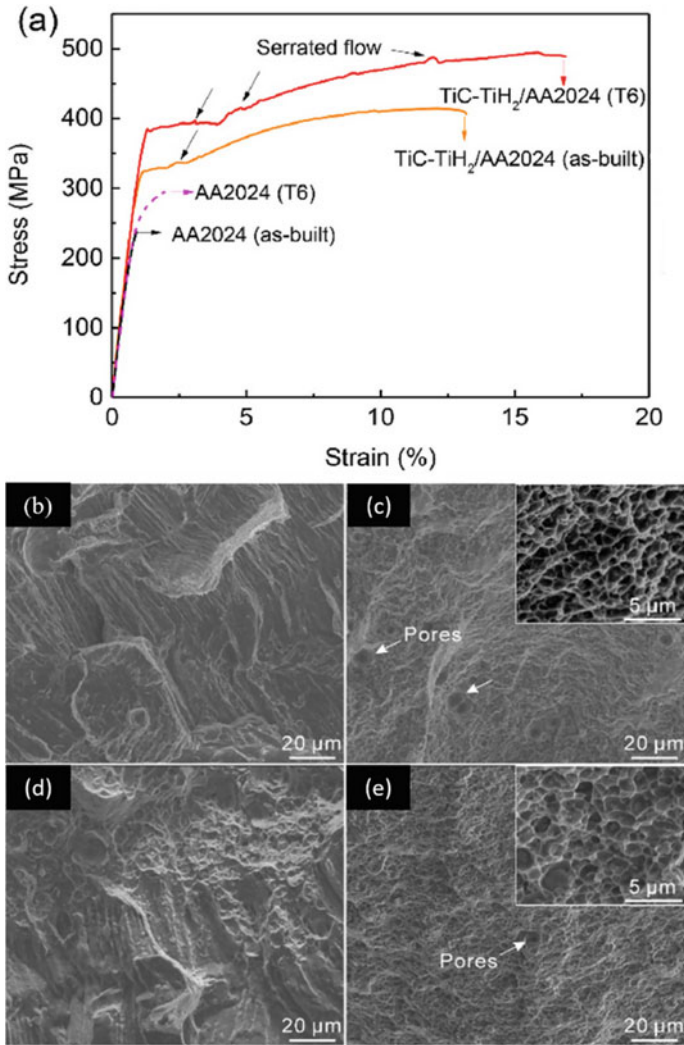 (a)
500
400
300
200
100
0
Stress (MPa)
Serrated flow
TiC-TiH₂/AA2024 (T6)
TiC-TiH₂/AA2024 (as-built)
AA2024 (T6)
AA2024 (as-built)
0 5 10 15 20
Strain (%)
(b)
20 μm
(c)
5 μm
Pores
20 μm
(d)
20 μm
(e)
5 μm
Pores
20 μm